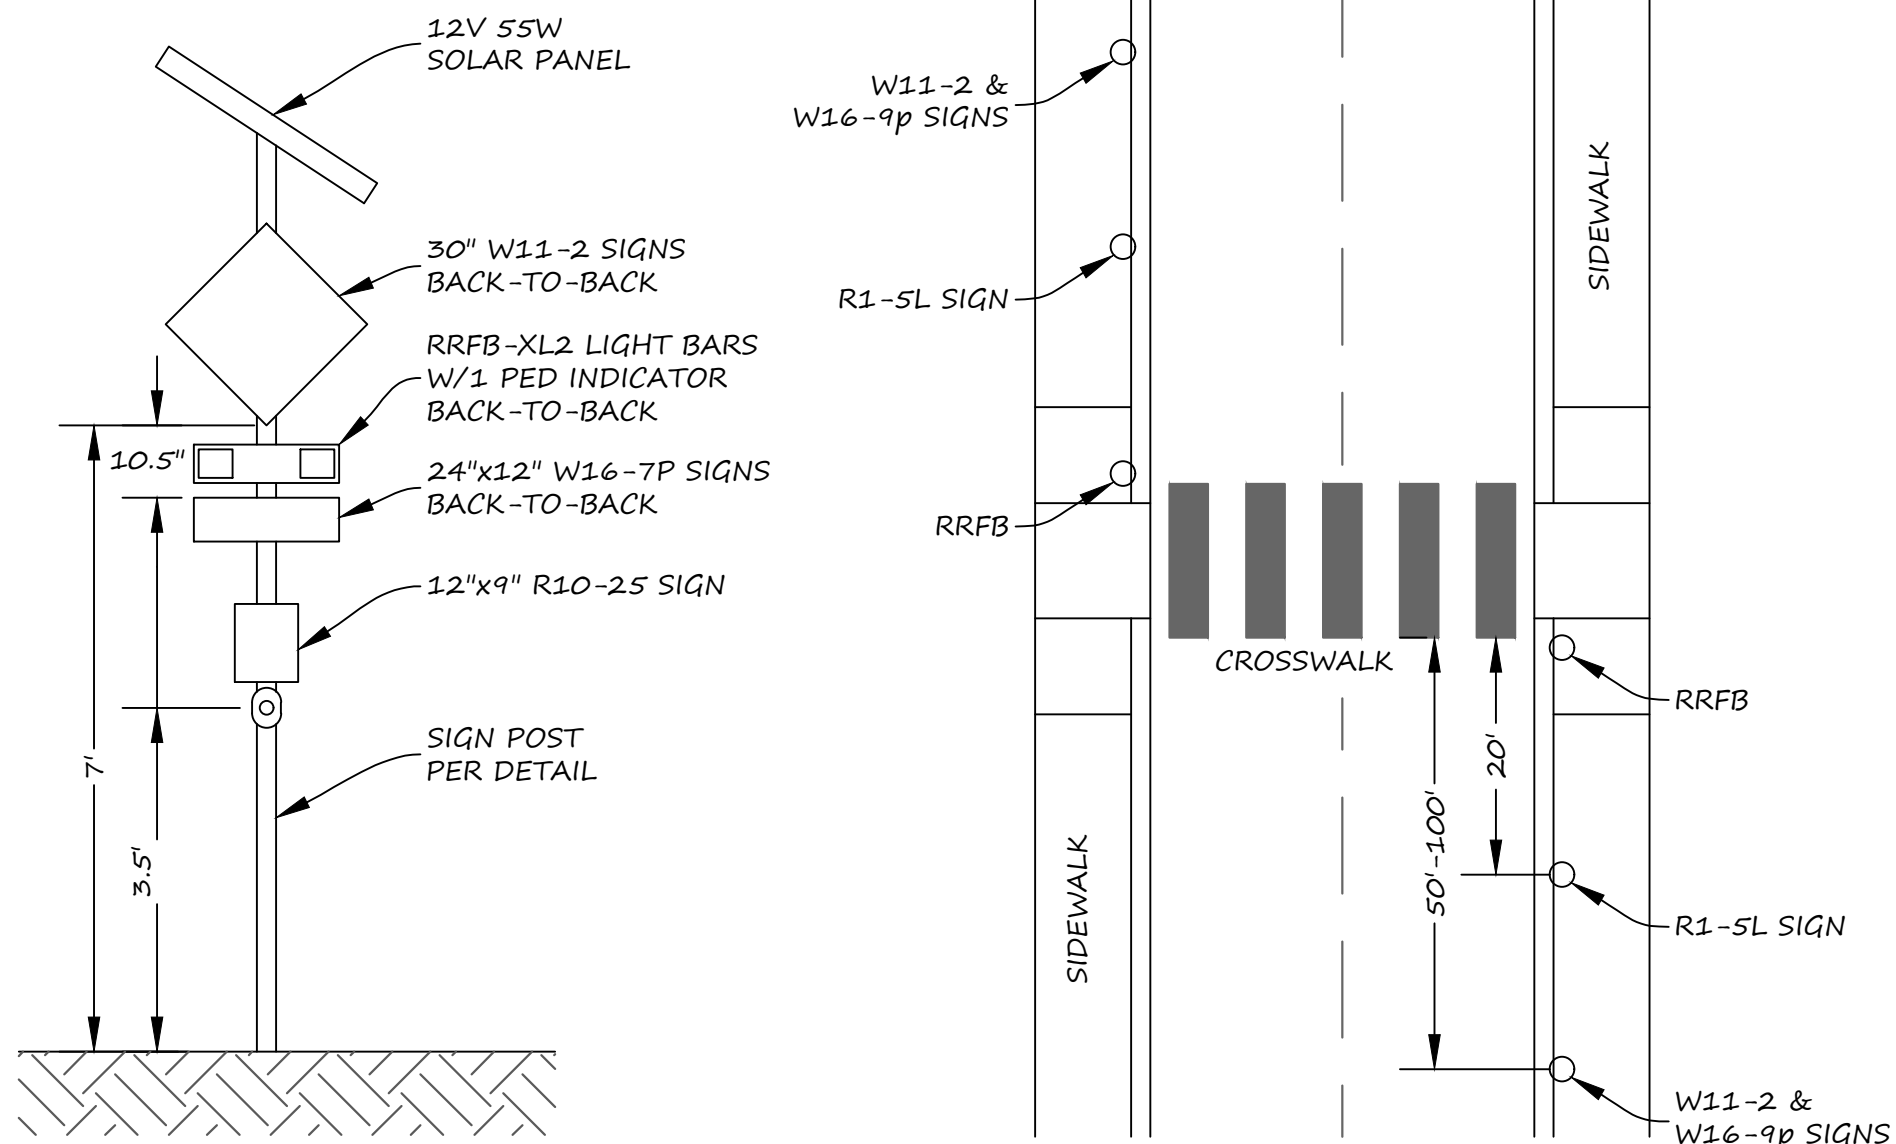 12V 55W
SOLAR PANEL
30" W11-2 SIGNS
BACK-TO-BACK
RRFB-XL2 LIGHT BARS
W/1 PED INDICATOR
BACK-TO-BACK
10.5"
24"x12" W16-7P SIGNS
BACK-TO-BACK
12"x9" R10-25 SIGN
SIGN POST
PER DETAIL
7'
3.5'
W11-2 &
W16-9p SIGNS
R1-5L SIGN
RRFB
SIDEWALK
SIDEWALK
CROSSWALK
RRFB
20'
50'-100'
R1-5L SIGN
W11-2 &
W16-9p SIGNS